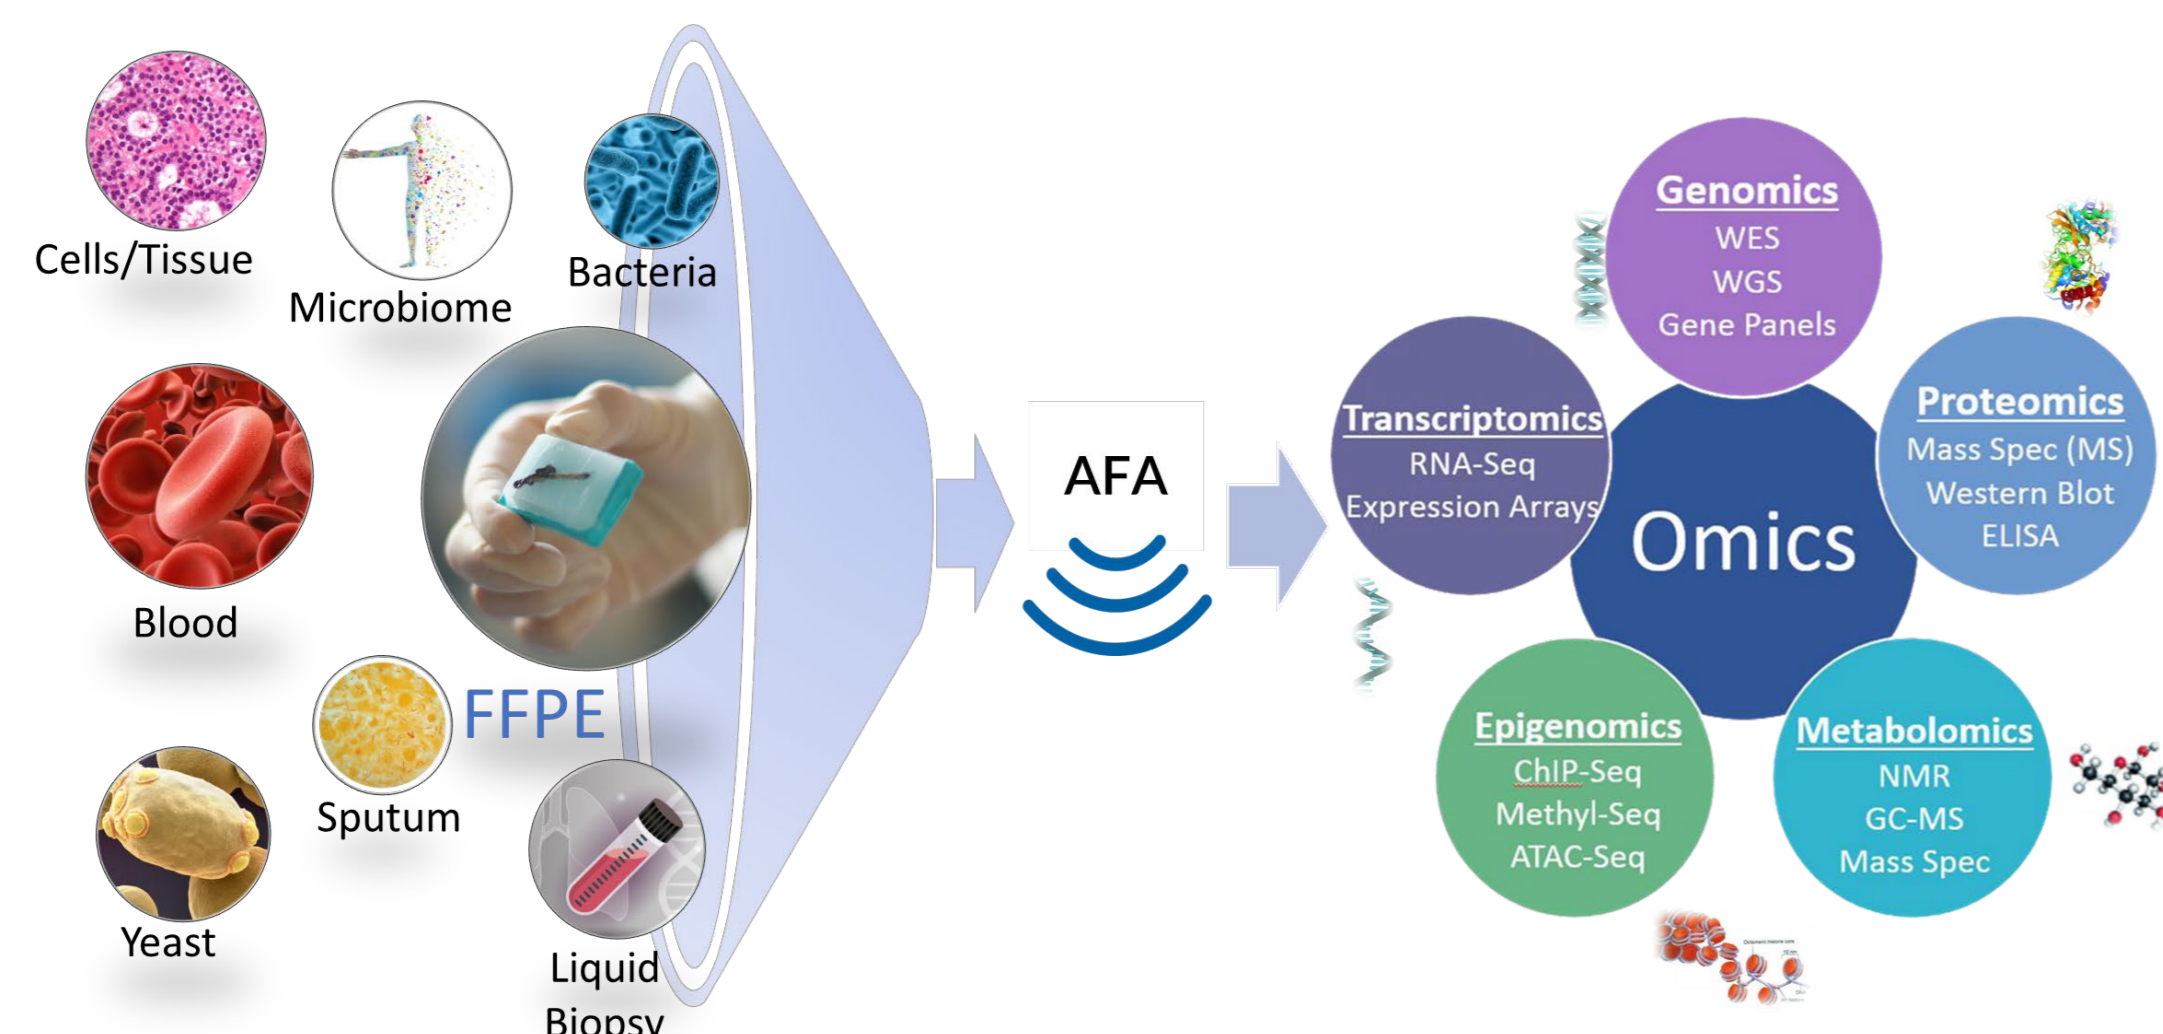 Cells/Tissue
Microbiome
Bacteria
Blood
FFPE
Sputum
Yeast
Liquid
Biopsy
AFA
Omics
Genomics
WES
WGS
Gene Panels
Transcriptomics
RNA-Seq
Expression Arrays
Proteomics
Mass Spec (MS)
Western Blot
ELISA
Epigenomics
ChIP-Seq
Methyl-Seq
ATAC-Seq
Metabolomics
NMR
GC-MS
Mass Spec